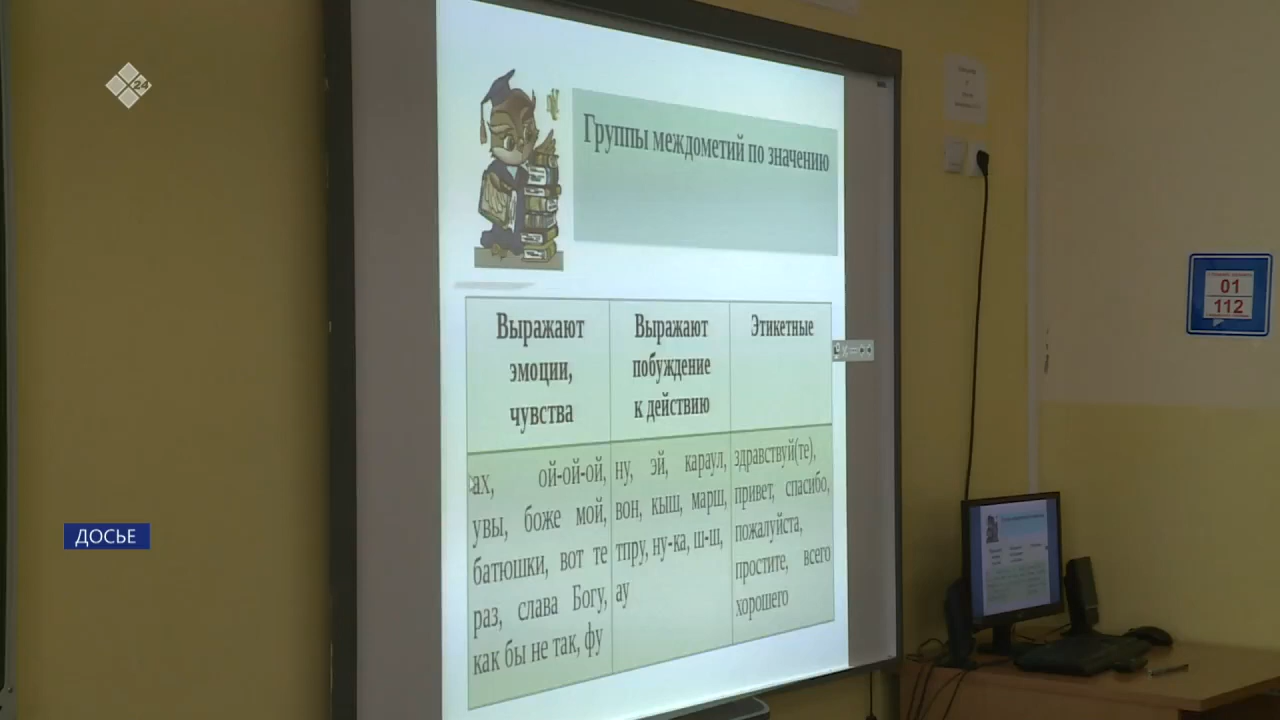 24
Группы междометий по значению
Выражают
эмоции,
чувства
Выражают
побуждение
к действию
Этикетные
ах, ой-ой-ой,
увы, боже мой,
батюшки, вот те
раз, слава Богу,
как бы не так, фу
ну, эй, караул,
вон, кыш, марш,
тпру, ну-ка, ш-ш,
ау
здравствуй(те),
привет, спасибо,
пожалуйста,
простите, всего
хорошего
01
112
ДОСЬЕ